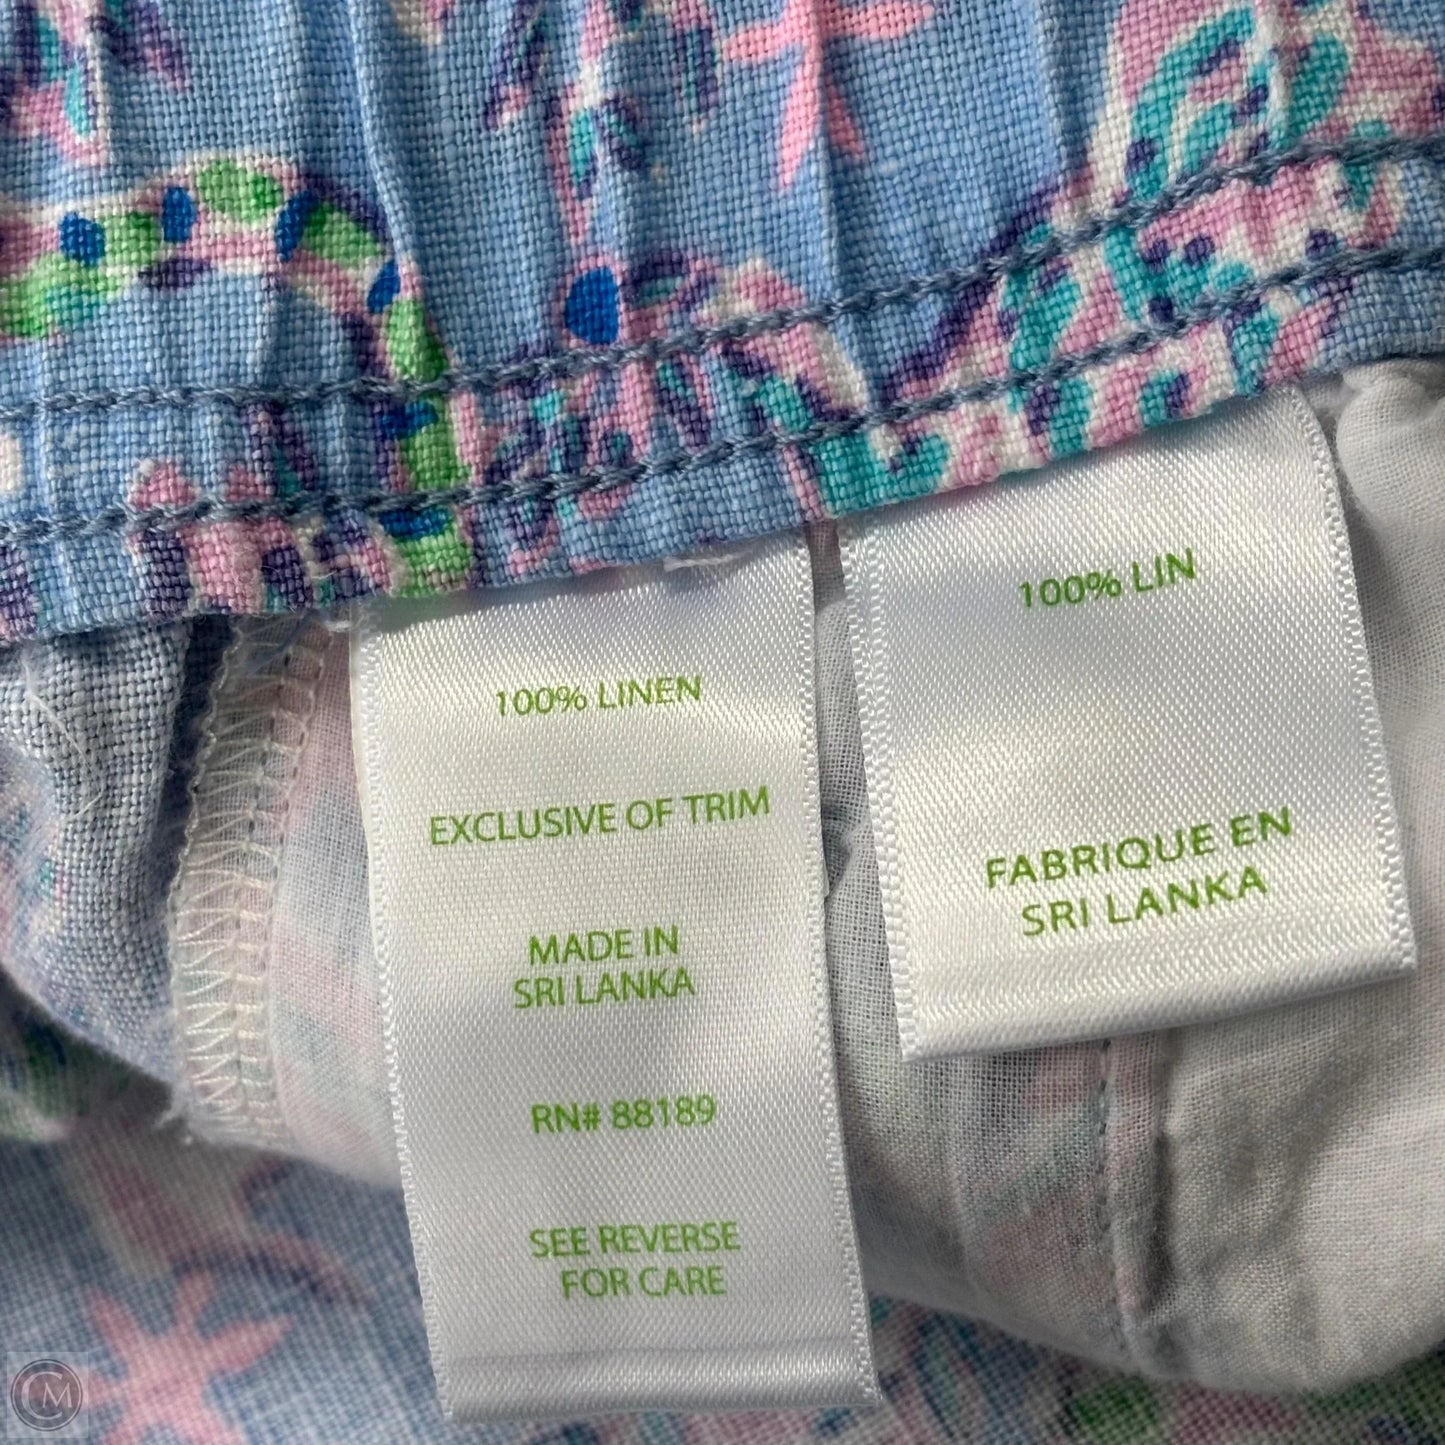 100% LINEN
EXCLUSIVE OF TRIM
MADE IN
SRI LANKA
RN# 88189
SEE REVERSE
FOR CARE
100% LIN
FABRIQUE EN
SRI LANKA
CM